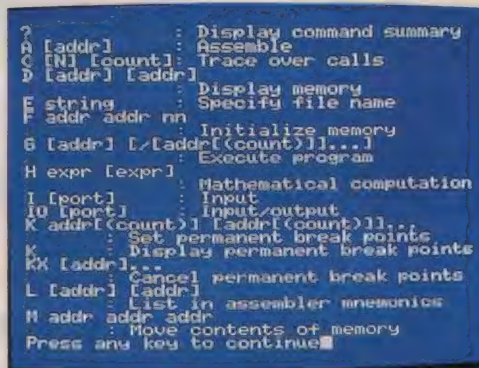 ? : Display command summary
A [addr] : Assemble
C [N] [count]: Trace over calls
D [addr] [addr]
: Display memory
E string : Specify file name
F addr addr nn
: Initialize memory
G [addr] [/[addr[(count)]]...]
: Execute program
H expr [expr]
: Mathematical computation
I [port] : Input
IO [port] : Input/output
K addr[(count)] [addr[(count)]]...
: Set permanent break points
K : Display permanent break points
KX [addr]...
: Cancel permanent break points
L [addr] [addr]
: List in assembler mnemonics
M addr addr addr
: Move contents of memory
Press any key to continue